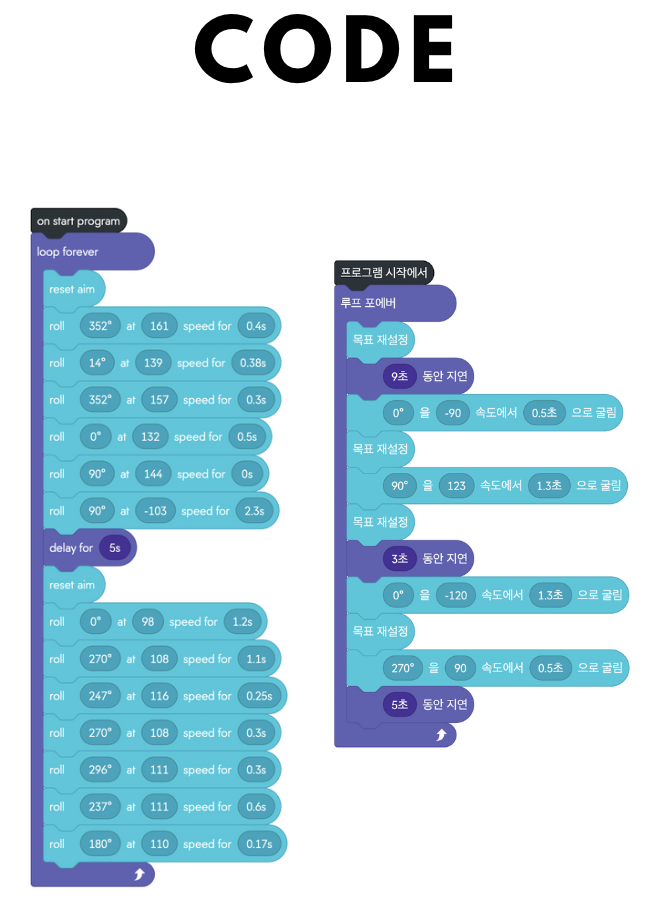 CODE
on start program
loop forever
reset aim
roll 352° at 161 speed for 0.4s
roll 14° at 139 speed for 0.38s
roll 352° at 157 speed for 0.3s
roll 0° at 132 speed for 0.5s
roll 90° at 144 speed for 0s
roll 90° at -103 speed for 2.3s
delay for 5s
reset aim
roll 0° at 98 speed for 1.2s
roll 270° at 108 speed for 1.1s
roll 247° at 116 speed for 0.25s
roll 270° at 108 speed for 0.3s
roll 296° at 111 speed for 0.3s
roll 237° at 111 speed for 0.6s
roll 180° at 110 speed for 0.17s
프로그램 시작에서
루프 포에버
목표 재설정
9초 동안 지연
0° 을 -90 속도에서 0.5초 으로 굴림
목표 재설정
90° 을 123 속도에서 1.3초 으로 굴림
목표 재설정
3초 동안 지연
0° 을 -120 속도에서 1.3초 으로 굴림
목표 재설정
270° 을 90 속도에서 0.5초 으로 굴림
5초 동안 지연